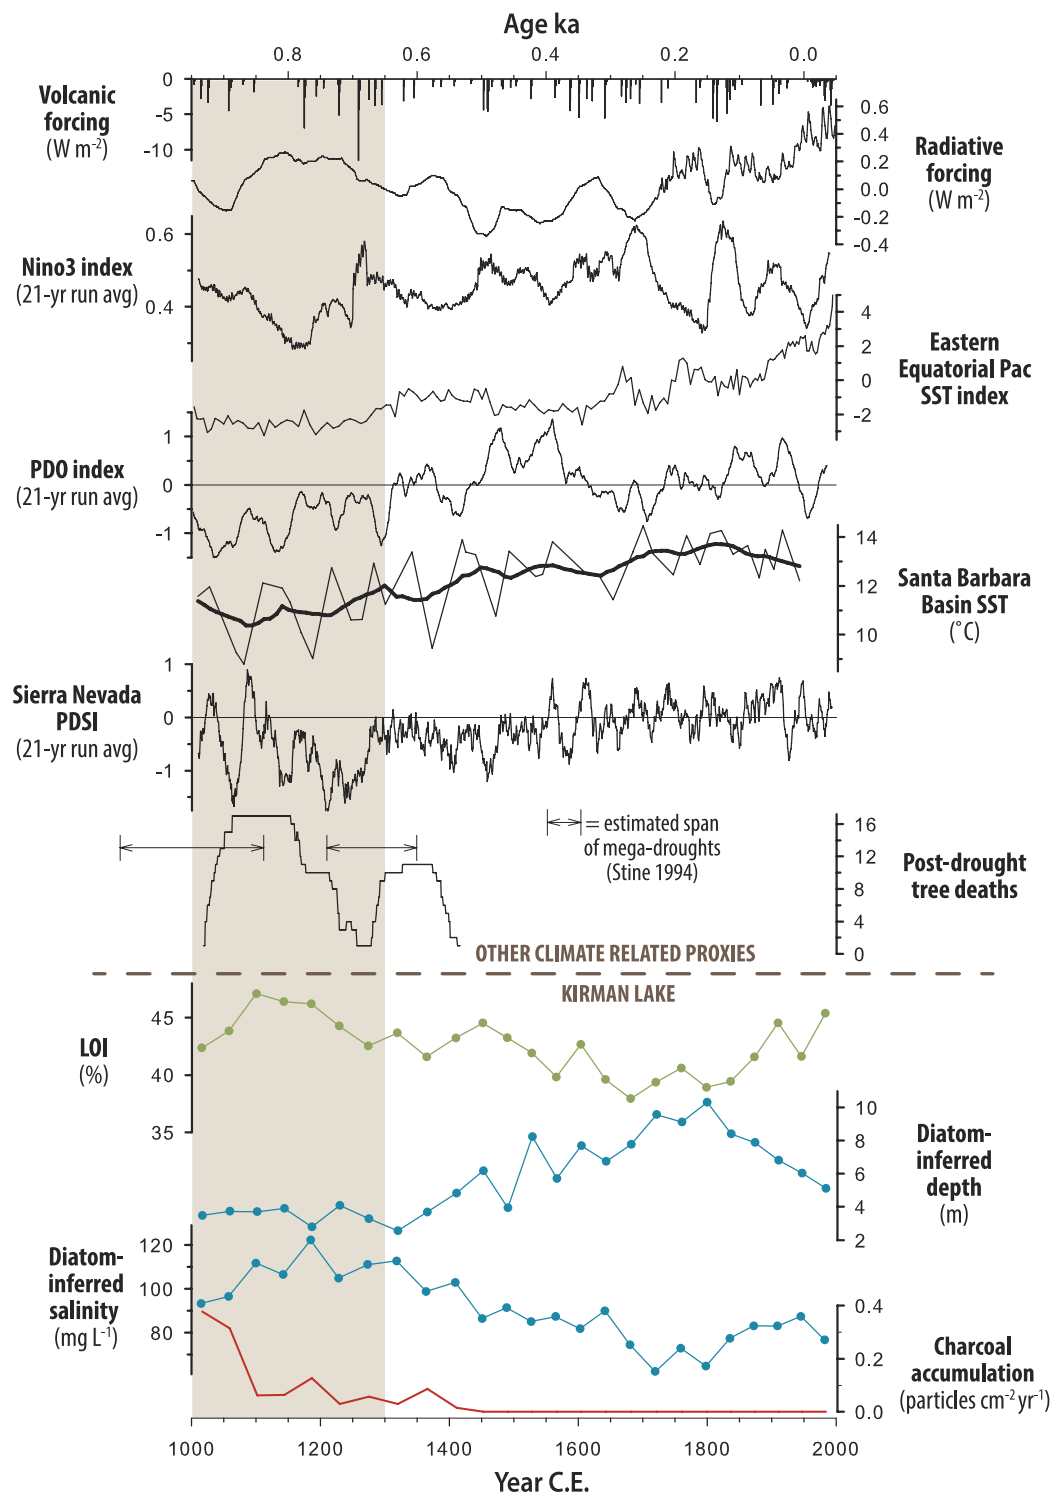 Age ka
0.8
0.6
0.4
0.2
0.0
Volcanic
forcing
(W m-2)
0
-5
-10
0.6
0.4
0.2
0.0
-0.2
-0.4
Radiative
forcing
(W m-2)
Nino3 index
(21-yr run avg)
0.6
0.4
4
2
0
-2
Eastern
Equatorial Pac
SST index
PDO index
(21-yr run avg)
1
0
-1
14
12
10
Santa Barbara
Basin SST
(˚C)
Sierra Nevada
PDSI
(21-yr run avg)
1
0
-1
= estimated span
of mega-droughts
(Stine 1994)
16
12
8
4
0
Post-drought
tree deaths
OTHER CLIMATE RELATED PROXIES
KIRMAN LAKE
LOI
(%)
45
40
35
10
8
6
4
2
Diatom-
inferred
depth
(m)
Diatom-
inferred
salinity
(mg L-1)
120
100
80
0.4
0.2
0.0
Charcoal
accumulation
(particles cm-2 yr-1)
1000
1200
1400
1600
1800
2000
Year C.E.